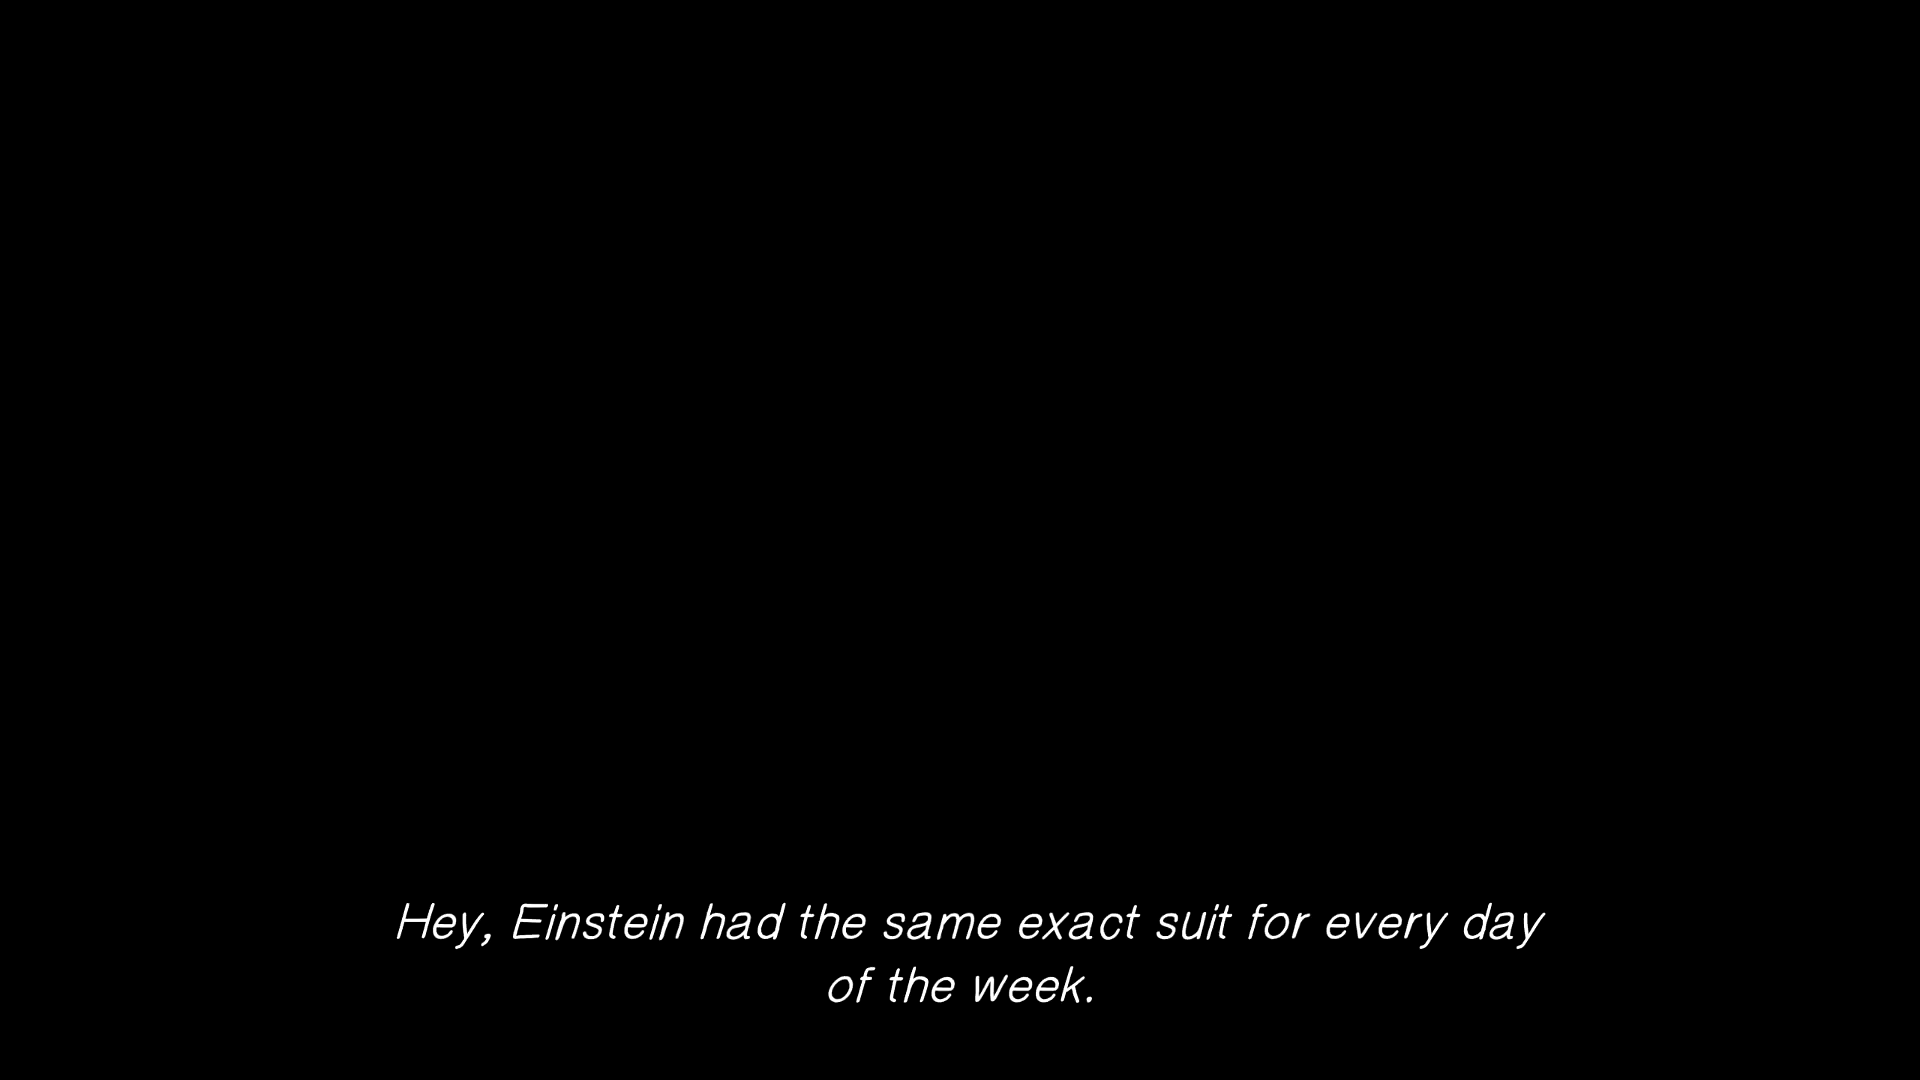 Hey, Einstein had the same exact suit for every day
of the week.